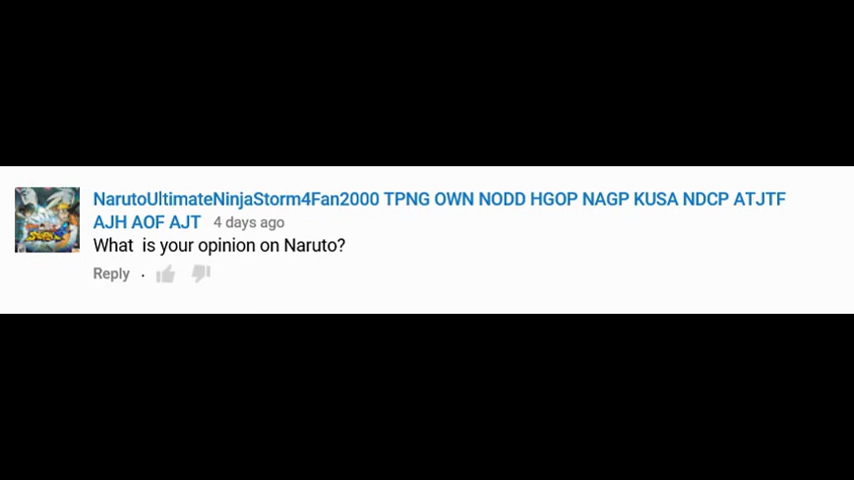 NarutoUltimateNinjaStorm4Fan2000 TPNG OWN NODD HGOP NAGP KUSA NDCP ATJTF
AJH AOF AJT 4 days ago
What  is your opinion on Naruto?
Reply ·